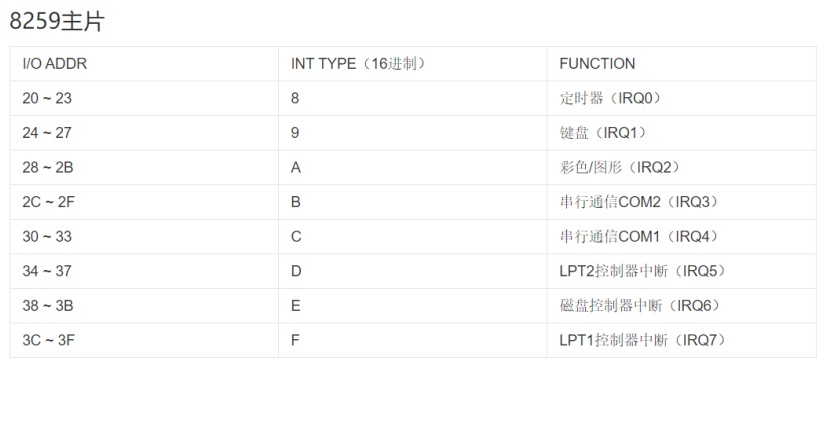 8259主片
I/O ADDR INT TYPE（16进制） FUNCTION
20 ~ 23 8 定时器（IRQ0）
24 ~ 27 9 键盘（IRQ1）
28 ~ 2B A 彩色/图形（IRQ2）
2C ~ 2F B 串行通信COM2（IRQ3）
30 ~ 33 C 串行通信COM1（IRQ4）
34 ~ 37 D LPT2控制器中断（IRQ5）
38 ~ 3B E 磁盘控制器中断（IRQ6）
3C ~ 3F F LPT1控制器中断（IRQ7）